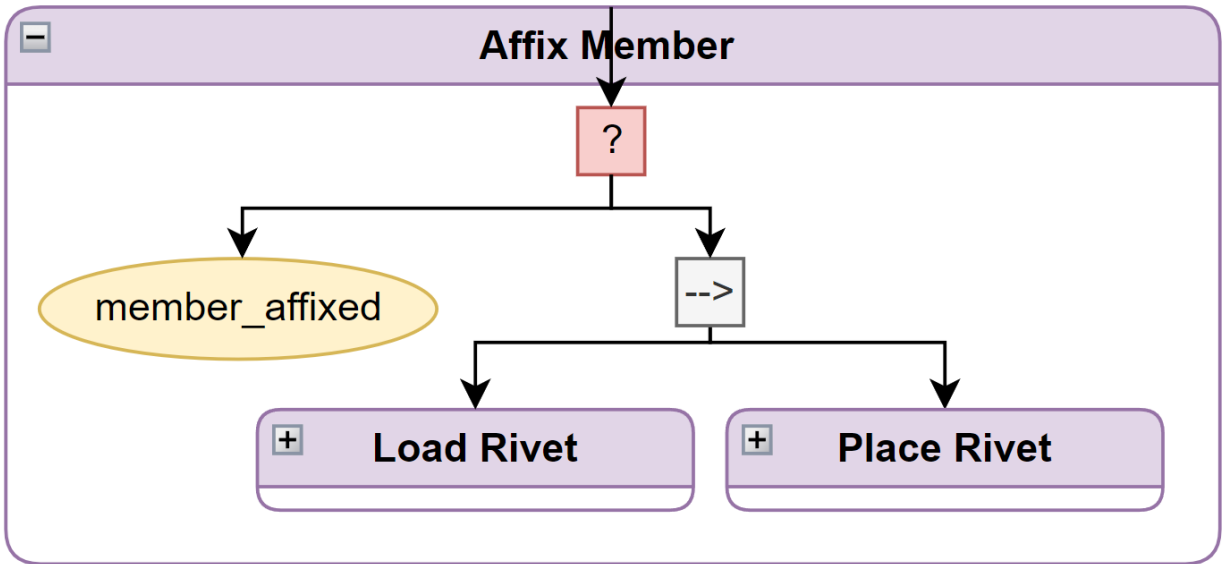 Affix Member
?
member_affixed
-->
Load Rivet
Place Rivet